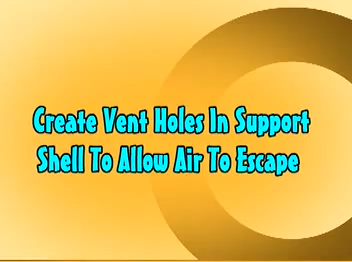 Create Vent Holes In Support
Shell To Allow Air To Escape